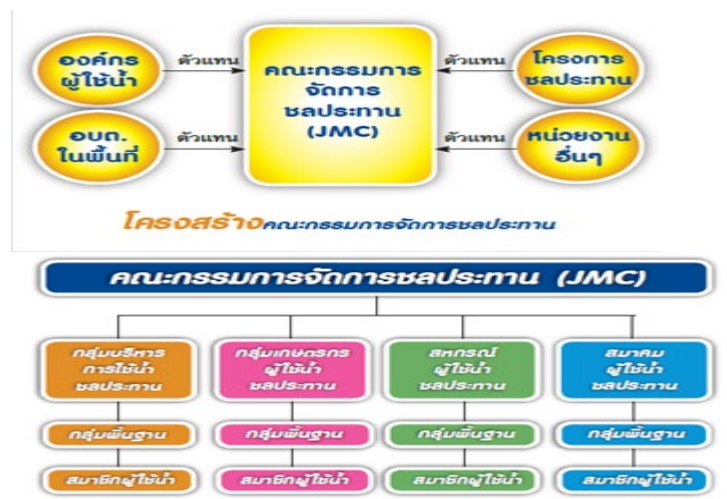 องค์กร
ผู้ใช้น้ำ
ตัวแทน
คณะกรรมการ
จัดการ
ชลประทาน
(JMC)
ตัวแทน
โครงการ
ชลประทาน
อบต.
ในพื้นที่
ตัวแทน
ตัวแทน
หน่วยงาน
อื่นๆ
โครงสร้างคณะกรรมการจัดการชลประทาน
คณะกรรมการจัดการชลประทาน (JMC)
กลุ่มบริหาร
การใช้น้ำ
ชลประทาน
กลุ่มเกษตรกร
ผู้ใช้น้ำ
ชลประทาน
สหกรณ์
ผู้ใช้น้ำ
ชลประทาน
สมาคม
ผู้ใช้น้ำ
ชลประทาน
กลุ่มพื้นฐาน
กลุ่มพื้นฐาน
กลุ่มพื้นฐาน
กลุ่มพื้นฐาน
สมาชิกผู้ใช้น้ำ
สมาชิกผู้ใช้น้ำ
สมาชิกผู้ใช้น้ำ
สมาชิกผู้ใช้น้ำ